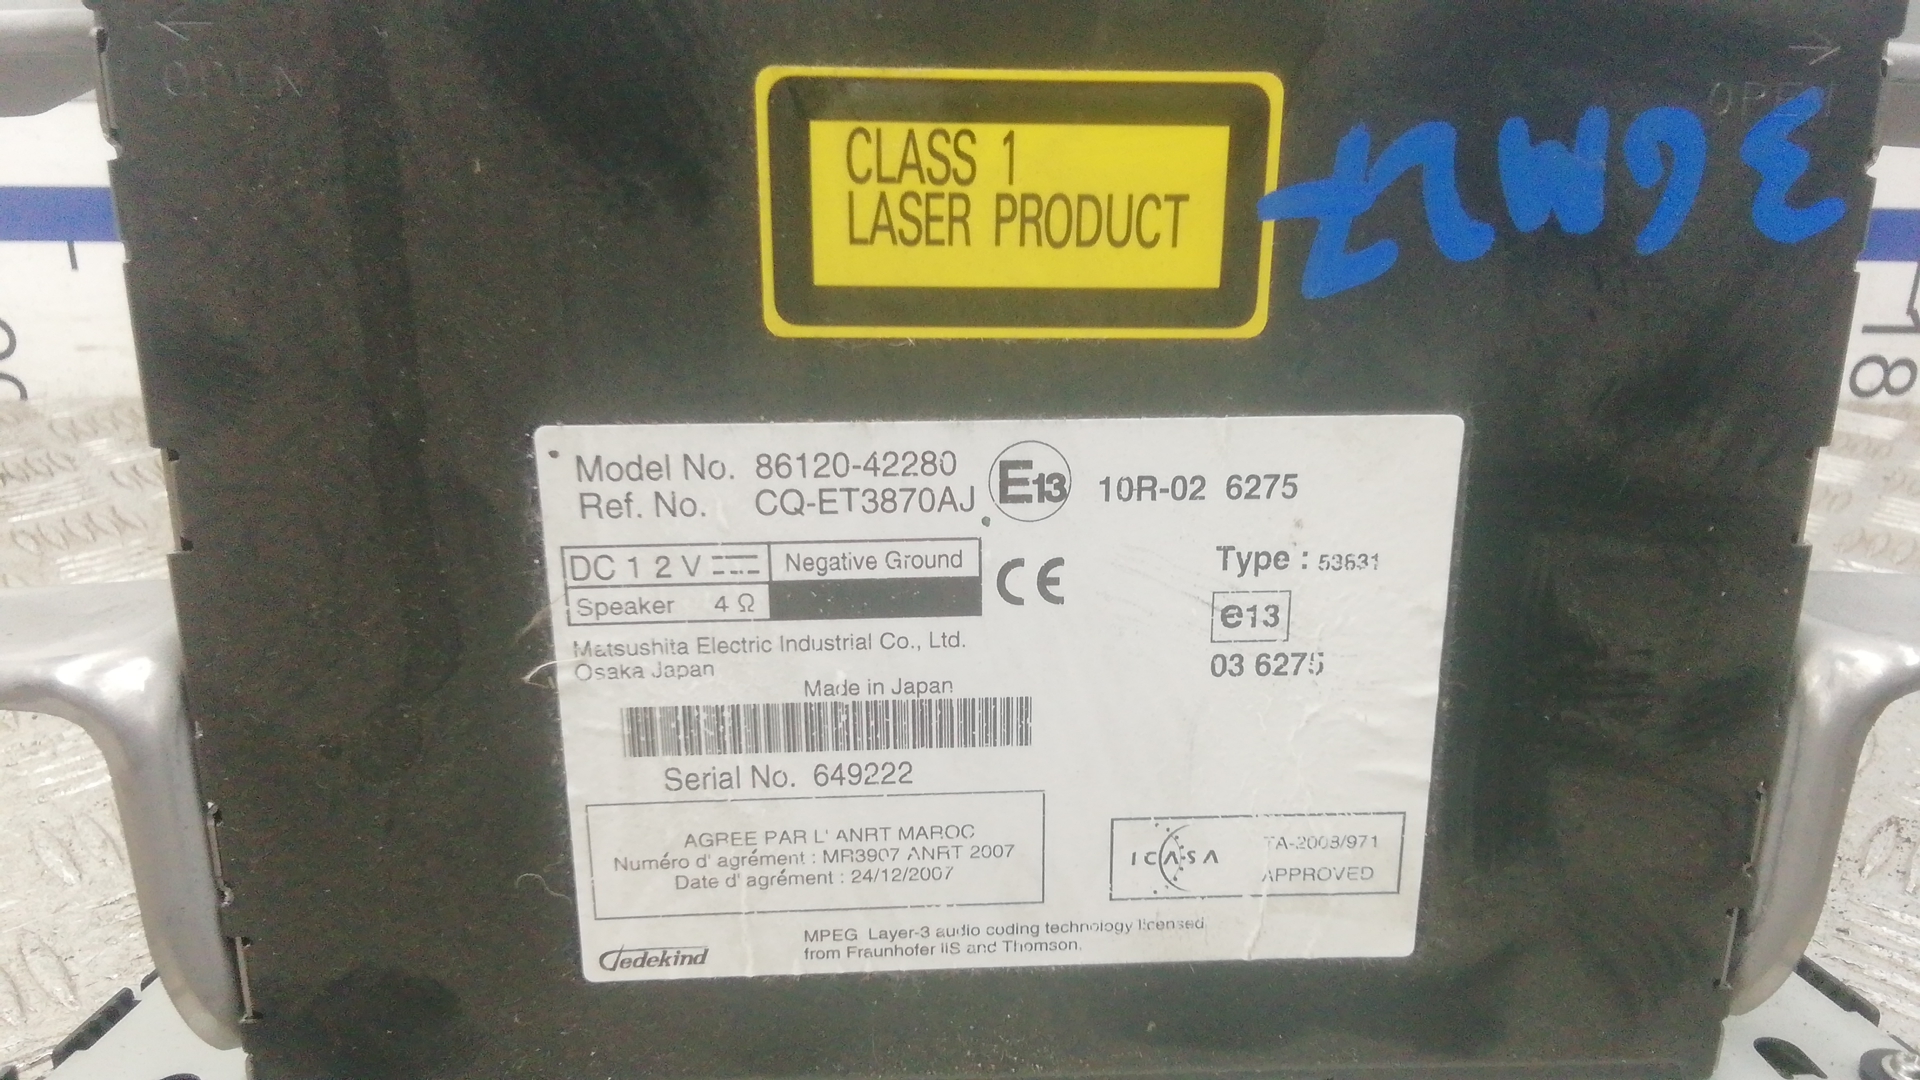 OPEN
OPEN
CLASS 1
LASER PRODUCT
18
Model No. 86120-42280
Ref. No. CQ-ET3870AJ
E13
10R-02 6275
DC 12V
Negative Ground
Speaker 4 Ω
CE
Type : 53631
e13
03 6275
Matsushita Electric Industrial Co., Ltd.
Osaka Japan
Made in Japan
Serial No. 649222
AGREE PAR L' ANRT MAROC
Numéro d' agrément : MR3907 ANRT 2007
Date d' agrément : 24/12/2007
ICASA
TA-2008/971
APPROVED
Dedekind
MPEG Layer-3 audio coding technology licensed
from Fraunhofer IIS and Thomson.